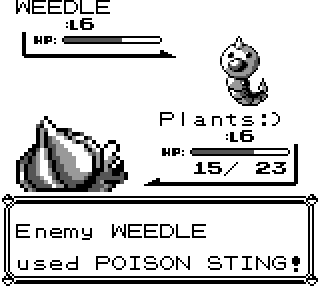 WEEDLE
:L6
HP:
Plants:)
:L6
HP:
15/ 23
Enemy WEEDLE
used POISON STING!